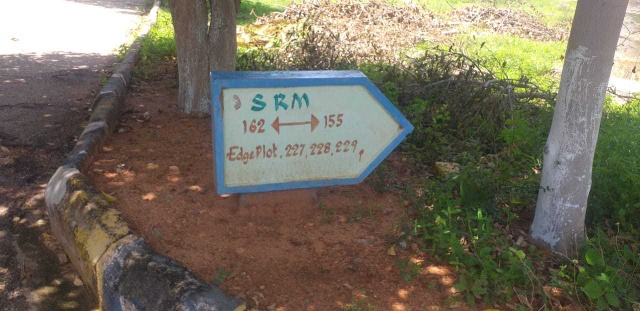 SRM
162 ↔ 155
Edge Plot. 227, 228, 229